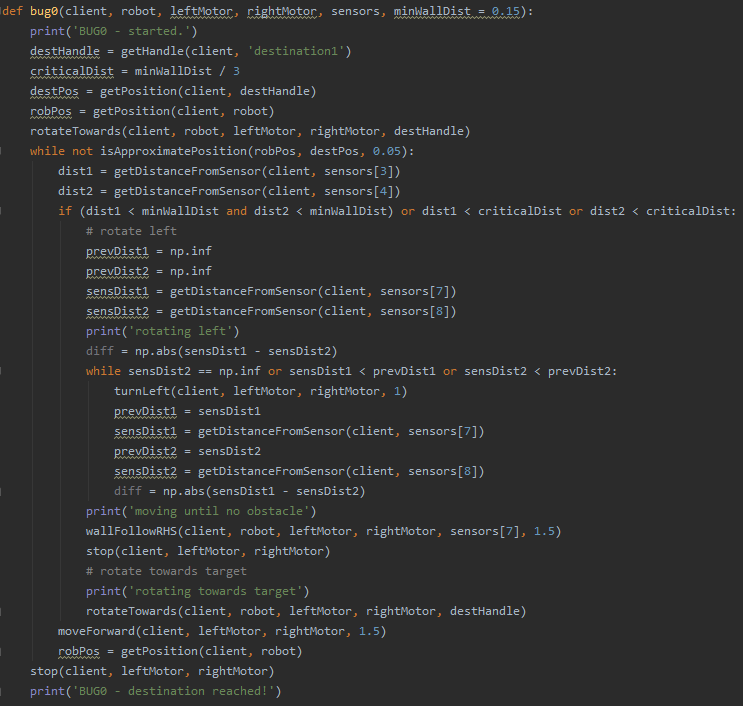 def bug0(client, robot, leftMotor, rightMotor, sensors, minWallDist = 0.15):
    print('BUG0 - started.')
    destHandle = getHandle(client, 'destination1')
    criticalDist = minWallDist / 3
    destPos = getPosition(client, destHandle)
    robPos = getPosition(client, robot)
    rotateTowards(client, robot, leftMotor, rightMotor, destHandle)
    while not isApproximatePosition(robPos, destPos, 0.05):
        dist1 = getDistanceFromSensor(client, sensors[3])
        dist2 = getDistanceFromSensor(client, sensors[4])
        if (dist1 < minWallDist and dist2 < minWallDist) or dist1 < criticalDist or dist2 < criticalDist:
            # rotate left
            prevDist1 = np.inf
            prevDist2 = np.inf
            sensDist1 = getDistanceFromSensor(client, sensors[7])
            sensDist2 = getDistanceFromSensor(client, sensors[8])
            print('rotating left')
            diff = np.abs(sensDist1 - sensDist2)
            while sensDist2 == np.inf or sensDist1 < prevDist1 or sensDist2 < prevDist2:
                turnLeft(client, leftMotor, rightMotor, 1)
                prevDist1 = sensDist1
                sensDist1 = getDistanceFromSensor(client, sensors[7])
                prevDist2 = sensDist2
                sensDist2 = getDistanceFromSensor(client, sensors[8])
                diff = np.abs(sensDist1 - sensDist2)
            print('moving until no obstacle')
            wallFollowRHS(client, robot, leftMotor, rightMotor, sensors[7], 1.5)
            stop(client, leftMotor, rightMotor)
            # rotate towards target
            print('rotating towards target')
            rotateTowards(client, robot, leftMotor, rightMotor, destHandle)
        moveForward(client, leftMotor, rightMotor, 1.5)
        robPos = getPosition(client, robot)
    stop(client, leftMotor, rightMotor)
    print('BUG0 - destination reached!')